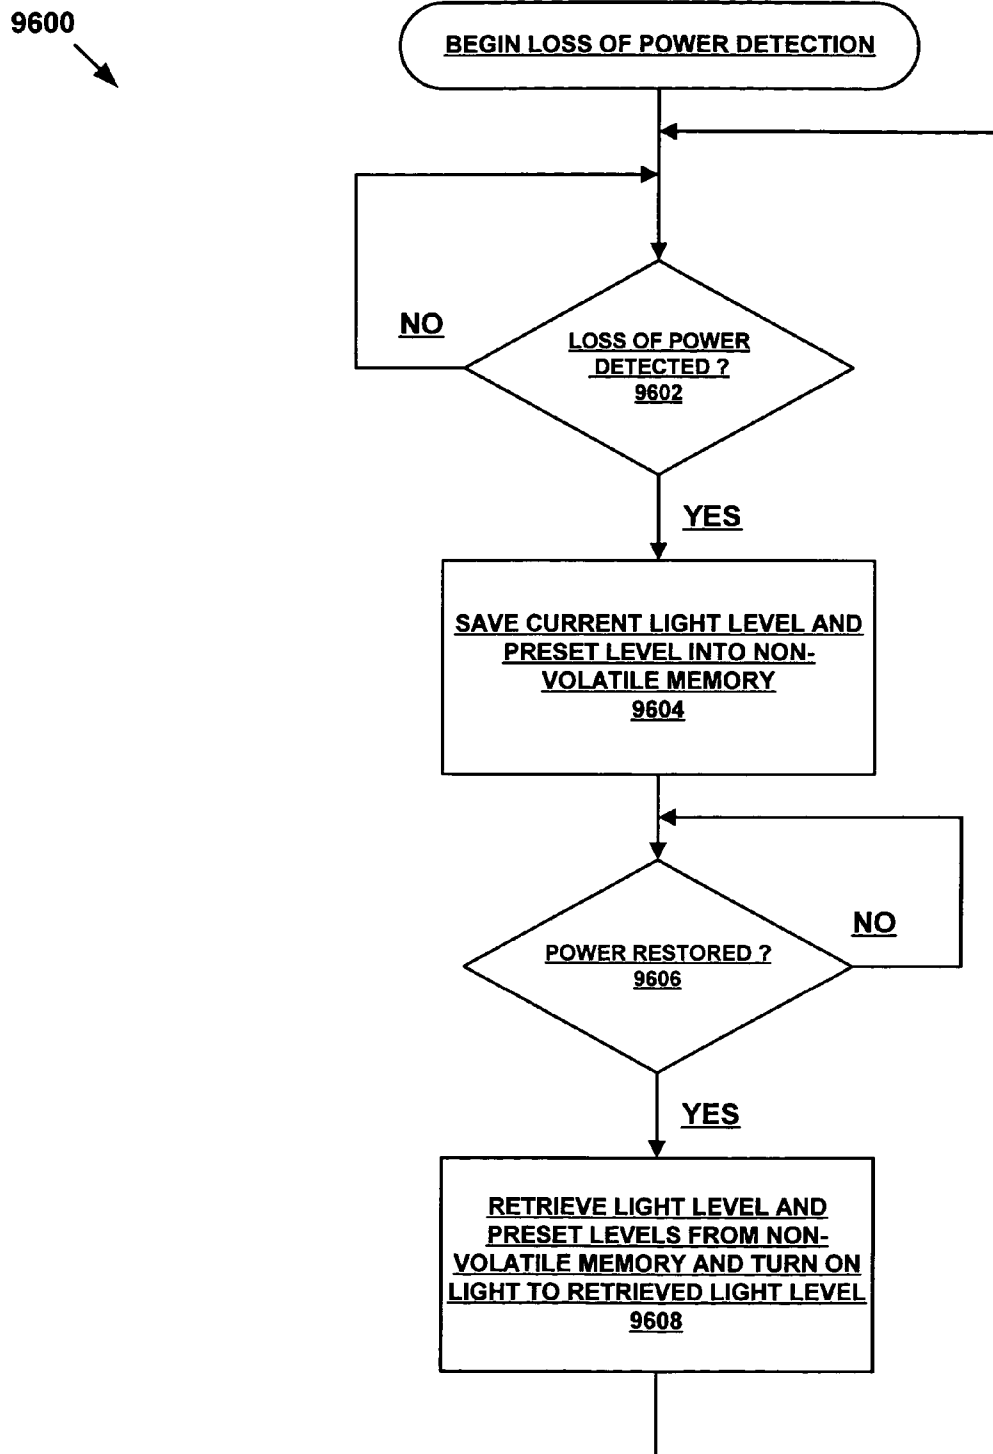 9600
BEGIN LOSS OF POWER DETECTION
NO
LOSS OF POWER
DETECTED ?
9602
YES
SAVE CURRENT LIGHT LEVEL AND
PRESET LEVEL INTO NON-
VOLATILE MEMORY
9604
NO
POWER RESTORED ?
9606
YES
RETRIEVE LIGHT LEVEL AND
PRESET LEVELS FROM NON-
VOLATILE MEMORY AND TURN ON
LIGHT TO RETRIEVED LIGHT LEVEL
9608